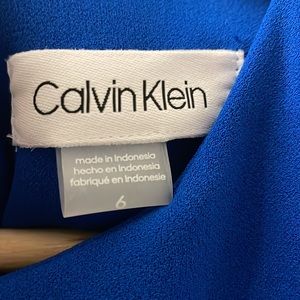 Calvin Klein
made in Indonesia
hecho en Indonesia
fabriqué en Indonesie
6